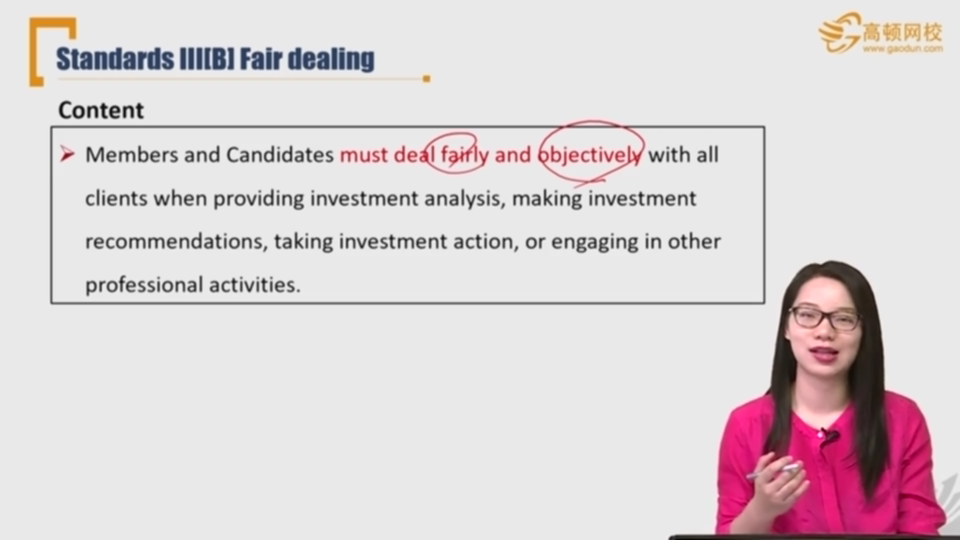 高顿网校
www.gaodun.com
Standards III[B] Fair dealing
Content
Members and Candidates must deal fairly and objectively with all
clients when providing investment analysis, making investment
recommendations, taking investment action, or engaging in other
professional activities.